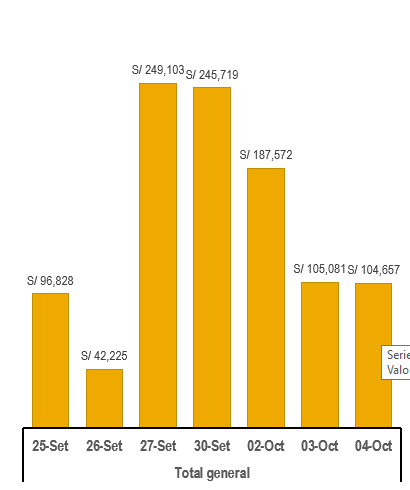 S/ 249,103
S/ 245,719
S/ 187,572
S/ 105,081
S/ 104,657
S/ 96,828
S/ 42,225
Serie
Valo
25-Set 26-Set 27-Set 30-Set 02-Oct 03-Oct 04-Oct
Total general